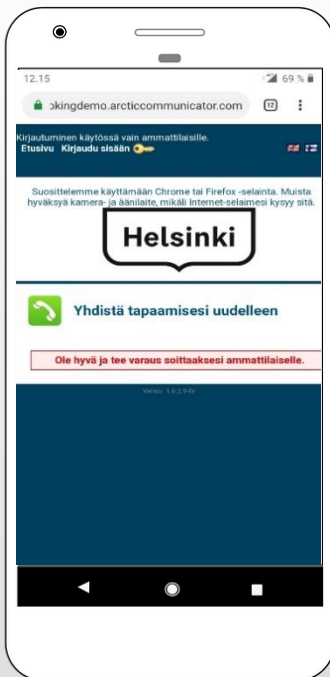 12.15
69 %
okingdemo.arcticcommunicator.com
12
Kirjautuminen käytössä vain ammattilaisille.
Etusivu Kirjaudu sisään
Suosittelemme käyttämään Chrome tai Firefox -selainta. Muista
hyväksyä kamera- ja äänilaite, mikäli Internet-selaimesi kysyy sitä.
Helsinki
Yhdistä tapaamisesi uudelleen
Ole hyvä ja tee varaus soittaaksesi ammattilaiselle.